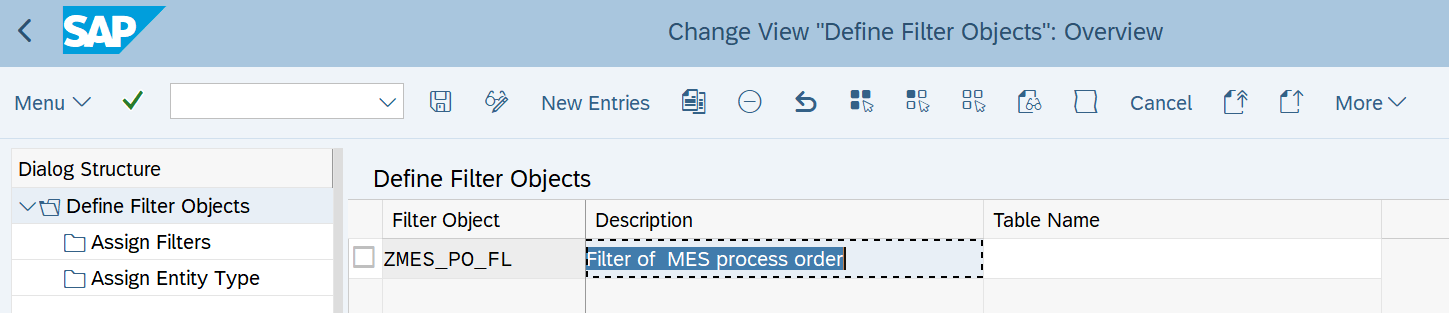 SAP
Change View "Define Filter Objects": Overview
Menu
New Entries
Cancel
More
Dialog Structure
Define Filter Objects
Assign Filters
Assign Entity Type
Define Filter Objects
Filter Object Description Table Name
ZMES_PO_FL Filter of  MES process order